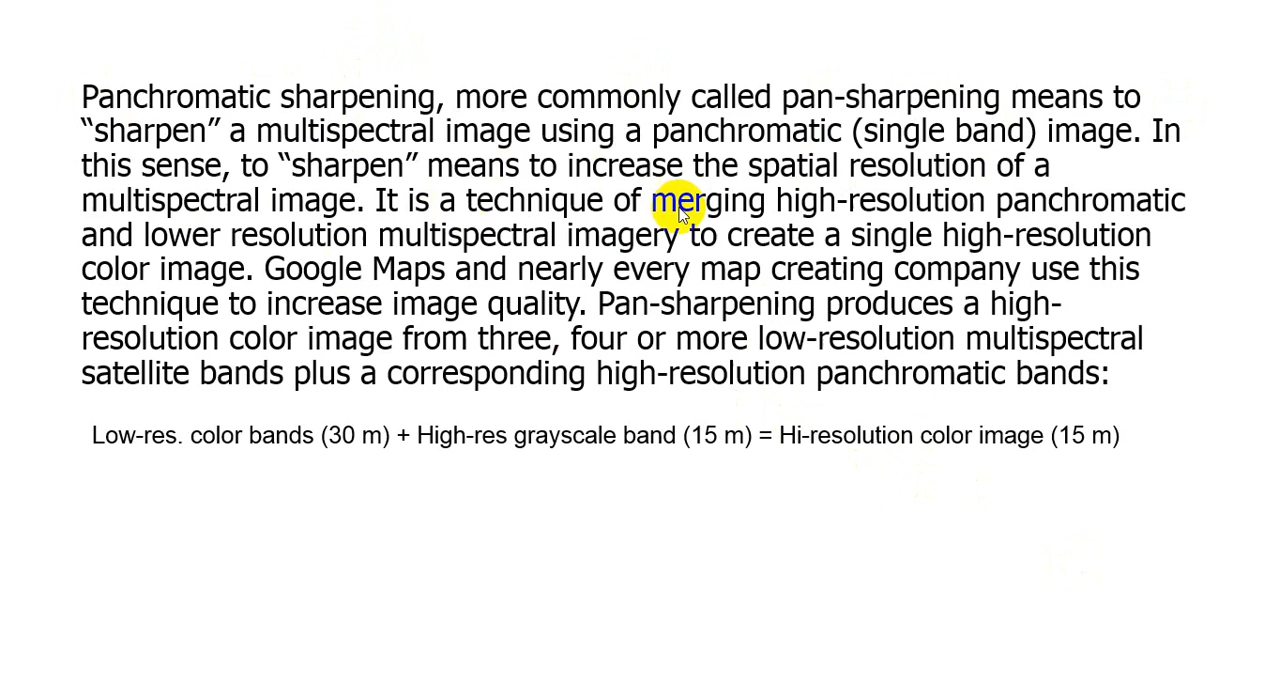 Panchromatic sharpening, more commonly called pan-sharpening means to
“sharpen” a multispectral image using a panchromatic (single band) image. In
this sense, to “sharpen” means to increase the spatial resolution of a
multispectral image. It is a technique of merging high-resolution panchromatic
and lower resolution multispectral imagery to create a single high-resolution
color image. Google Maps and nearly every map creating company use this
technique to increase image quality. Pan-sharpening produces a high-
resolution color image from three, four or more low-resolution multispectral
satellite bands plus a corresponding high-resolution panchromatic bands:
Low-res. color bands (30 m) + High-res grayscale band (15 m) = Hi-resolution color image (15 m)